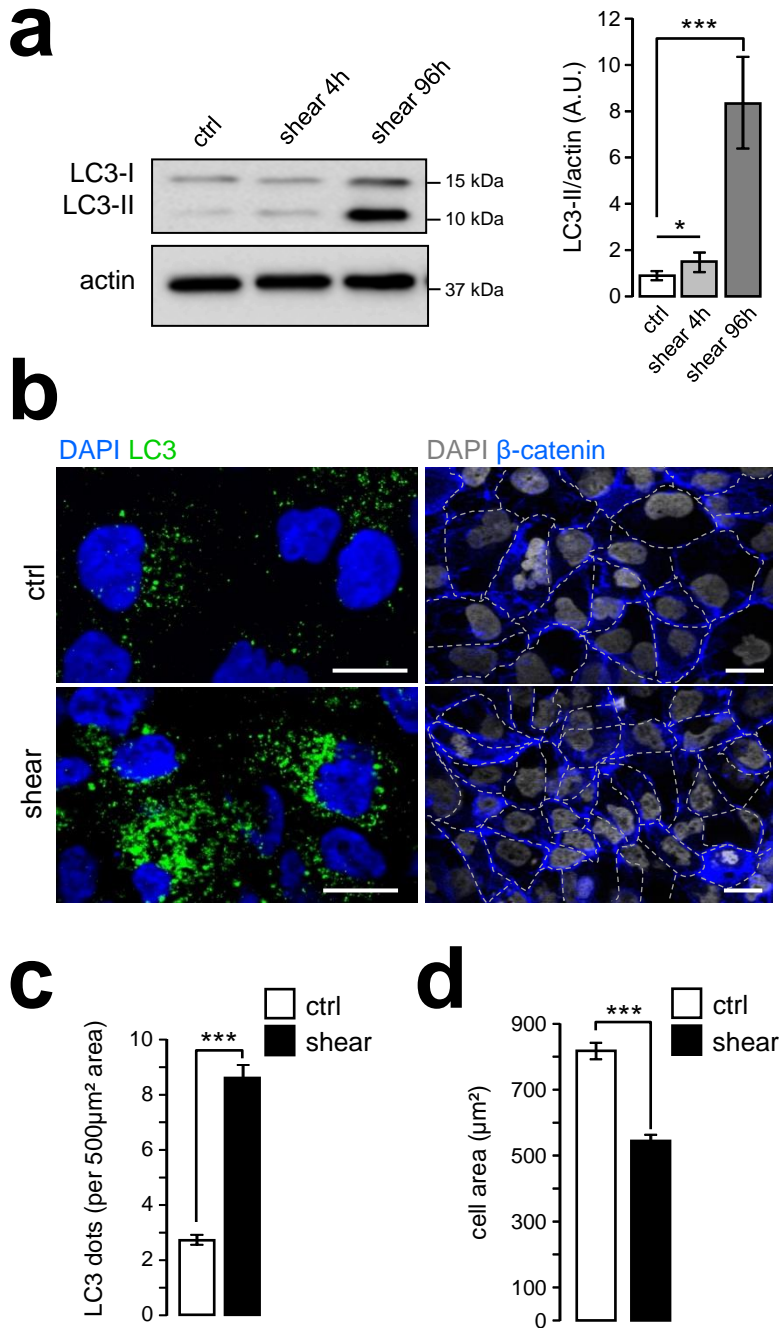 a
ctrl
shear 4h
shear 96h
LC3-I
LC3-II
15 kDa
10 kDa
actin
37 kDa
LC3-II/actin (A.U.)
12
10
8
6
4
2
0
***
*
ctrl
shear 4h
shear 96h
b
DAPI LC3
DAPI β-catenin
ctrl
shear
c
ctrl
shear
LC3 dots (per 500µm² area)
10
8
6
4
2
0
***
d
ctrl
shear
cell area (µm²)
900
700
500
300
100
0
***